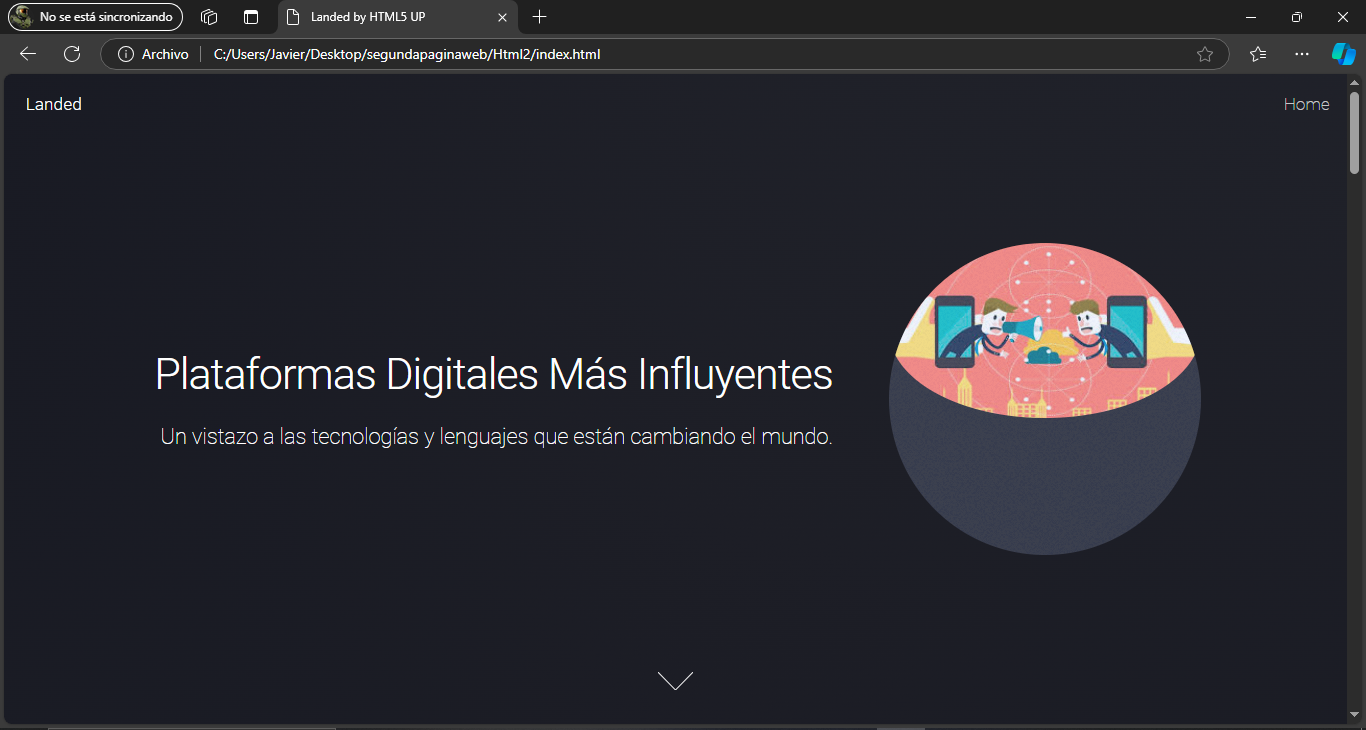 No se está sincronizando
Landed by HTML5 UP
Archivo
C:/Users/Javier/Desktop/segundapaginaweb/Html2/index.html
Landed
Home
Plataformas Digitales Más Influyentes
Un vistazo a las tecnologías y lenguajes que están cambiando el mundo.